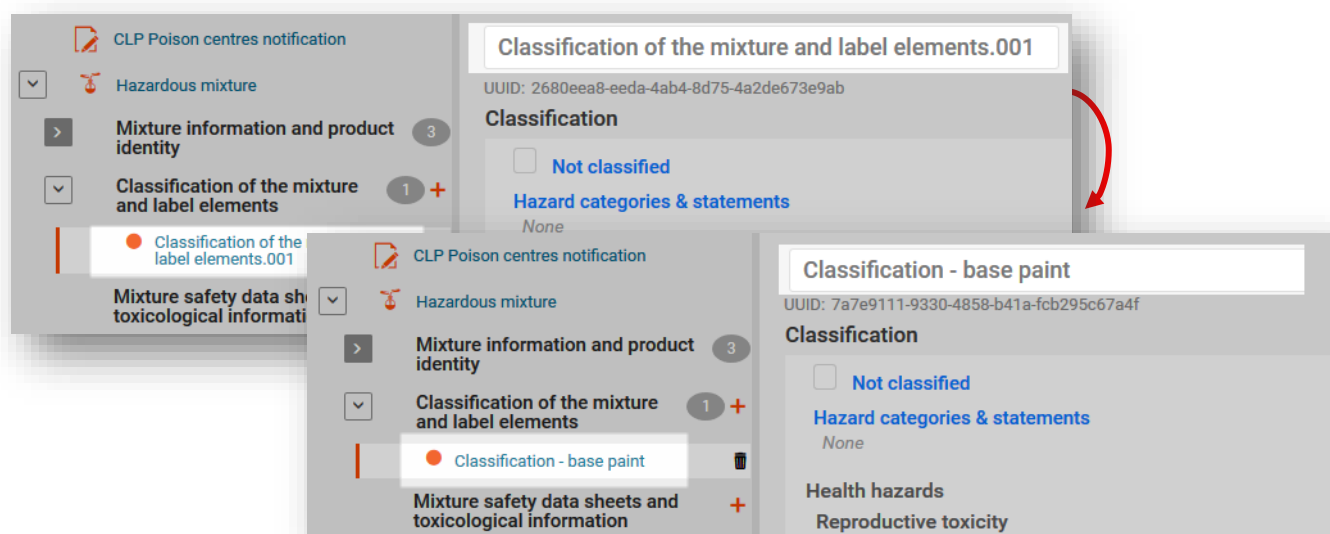 CLP Poison centres notification
Hazardous mixture
Mixture information and product
identity
3
Classification of the mixture
and label elements
1 +
Classification of the
label elements.001
Mixture safety data sh
toxicological informati
Classification of the mixture and label elements.001
UUID: 2680eea8-eeda-4ab4-8d75-4a2de673e9ab
Classification
Not classified
Hazard categories & statements
None
CLP Poison centres notification
Hazardous mixture
Mixture information and product
identity
3
Classification of the mixture
and label elements
1 +
Classification - base paint
Mixture safety data sheets and
toxicological information
+
Classification - base paint
UUID: 7a7e9111-9330-4858-b41a-fcb295c67a4f
Classification
Not classified
Hazard categories & statements
None
Health hazards
Reproductive toxicity